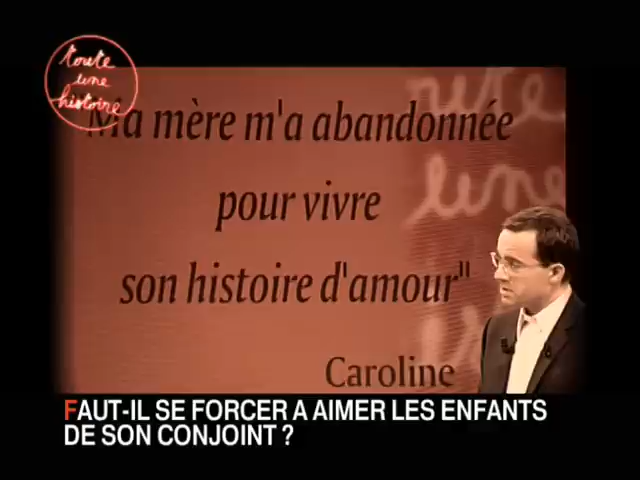 toute
une
histoire
"Ma mère m'a abandonnée
pour vivre
son histoire d'amour"
Caroline
une
FAUT-IL SE FORCER A AIMER LES ENFANTS
DE SON CONJOINT ?